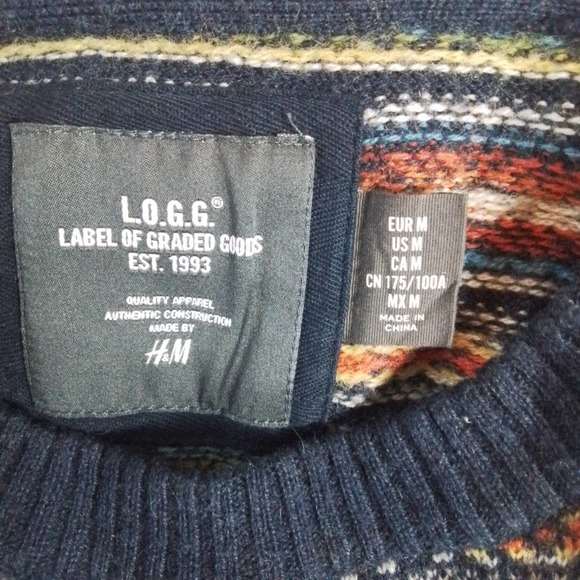 L.O.G.G.®
LABEL OF GRADED GOODS
EST. 1993
QUALITY APPAREL
AUTHENTIC CONSTRUCTION
MADE BY
H&M
EUR M
US M
CA M
CN 175/100A
MX M
MADE IN
CHINA